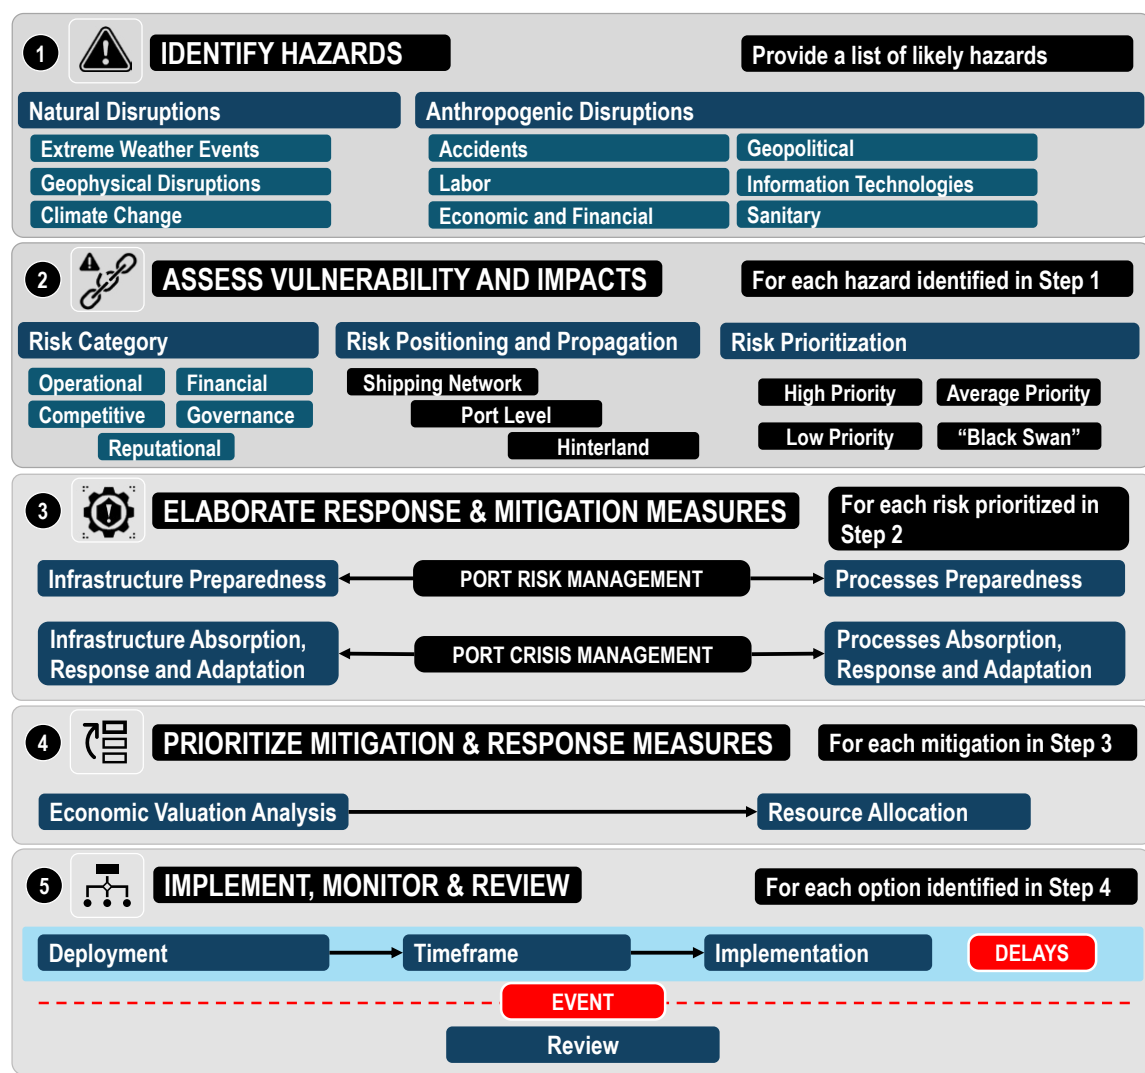 1
IDENTIFY HAZARDS
Provide a list of likely hazards
Natural Disruptions
Extreme Weather Events
Geophysical Disruptions
Climate Change
Anthropogenic Disruptions
Accidents
Labor
Economic and Financial
Geopolitical
Information Technologies
Sanitary
2
ASSESS VULNERABILITY AND IMPACTS
For each hazard identified in Step 1
Risk Category
Operational
Financial
Competitive
Governance
Reputational
Risk Positioning and Propagation
Shipping Network
Port Level
Hinterland
Risk Prioritization
High Priority
Average Priority
Low Priority
“Black Swan”
3
ELABORATE RESPONSE & MITIGATION MEASURES
For each risk prioritized in
Step 2
Infrastructure Preparedness
PORT RISK MANAGEMENT
Processes Preparedness
Infrastructure Absorption,
Response and Adaptation
PORT CRISIS MANAGEMENT
Processes Absorption,
Response and Adaptation
4
PRIORITIZE MITIGATION & RESPONSE MEASURES
For each mitigation in Step 3
Economic Valuation Analysis
Resource Allocation
5
IMPLEMENT, MONITOR & REVIEW
For each option identified in Step 4
Deployment
Timeframe
Implementation
DELAYS
EVENT
Review